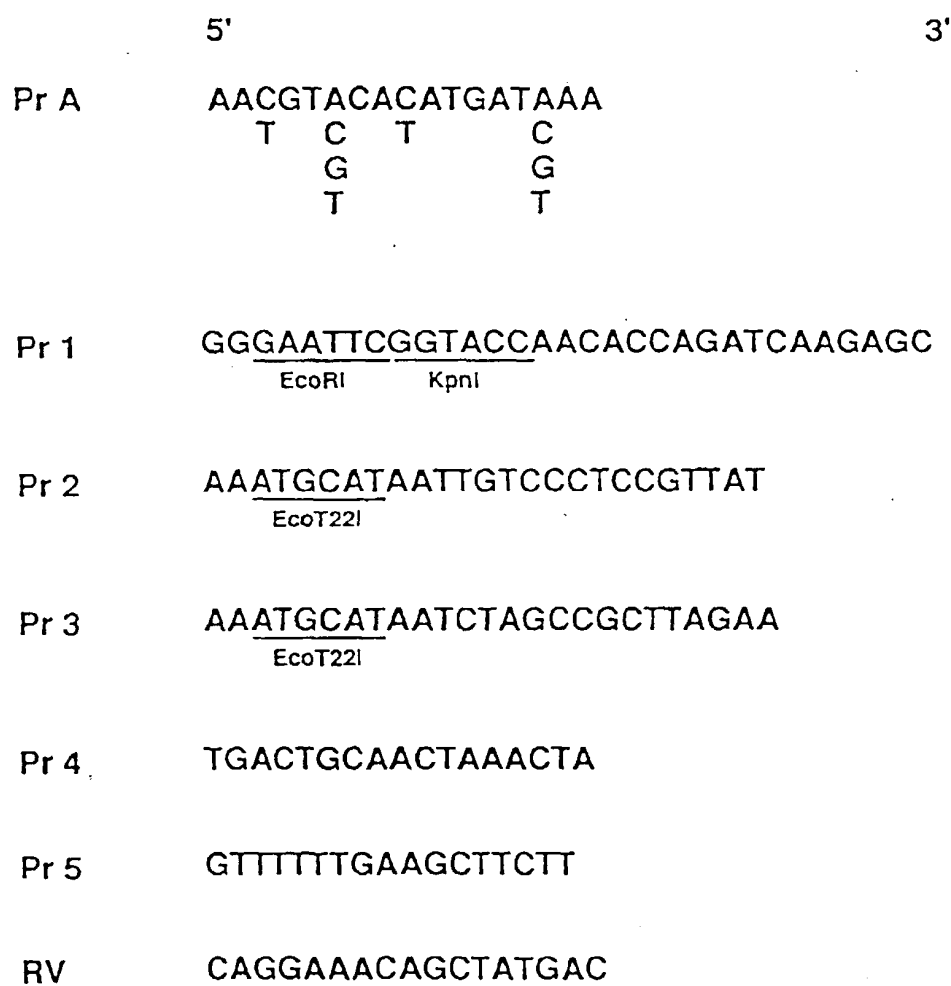 5' 3'
Pr A AACGTACACATGATAAA
T C T C
G G
T T
Pr 1 GGGAATTCGGTACCAACACCAGATCAAGAGC
EcoRI KpnI
Pr 2 AAATGCATAATTGTCCCTCCGTTAT
EcoT22I
Pr 3 AAATGCATAATCTAGCCGCTTAGAA
EcoT22I
Pr 4 TGACTGCAACTAAACTA
Pr 5 GTTTTTTGAAGCTTCTT
RV CAGGAAACAGCTATGAC